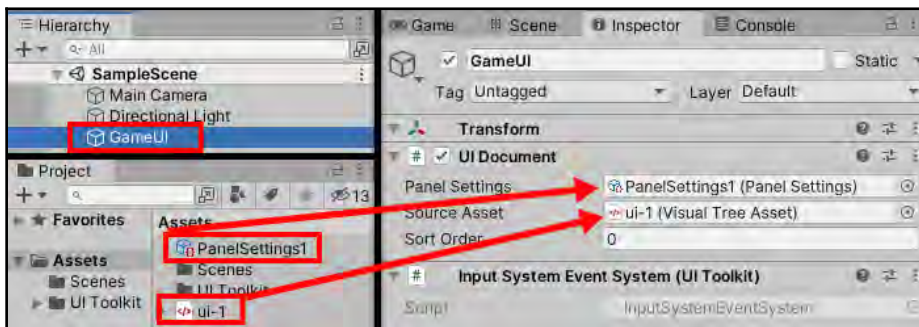 Hierarchy
All
SampleScene
Main Camera
Directional Light
GameUI
Project
13
Favorites
Assets
Scenes
UI Toolkit
Assets
PanelSettings1
Scenes
UI Toolkit
ui-1
Game Scene Inspector Console
GameUI Static
Tag Untagged Layer Default
Transform
# UI Document
Panel Settings PanelSettings1 (Panel Settings)
Source Asset ui-1 (Visual Tree Asset)
Sort Order 0
# Input System Event System (UI Toolkit)
Script InputSystemEventSystem